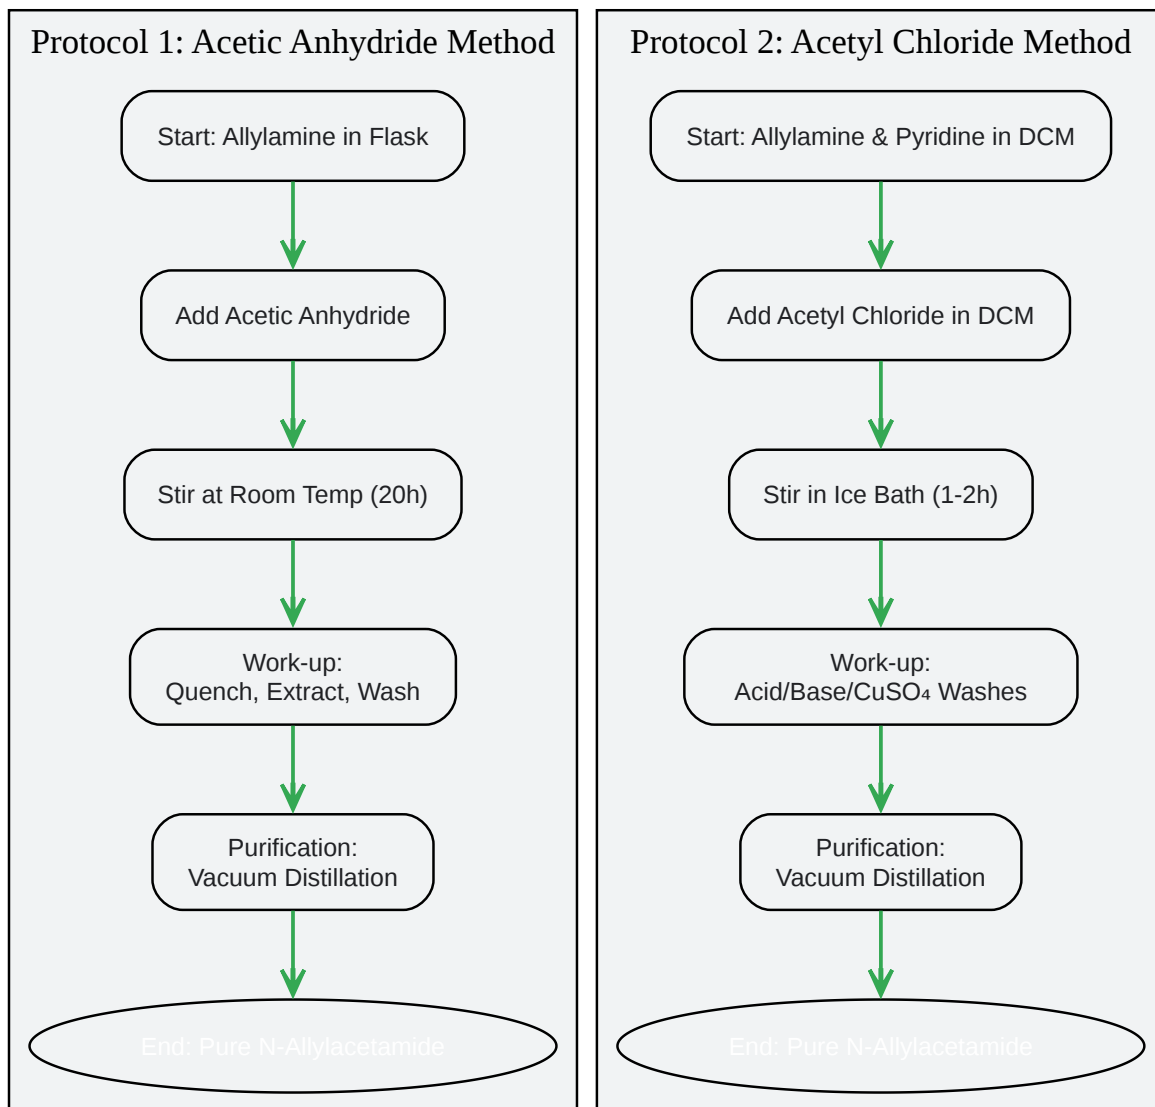 Protocol 1: Acetic Anhydride Method
Start: Allylamine in Flask
Add Acetic Anhydride
Stir at Room Temp (20h)
Work-up:
Quench, Extract, Wash
Purification:
Vacuum Distillation
End: Pure N-Allylacetamide
Protocol 2: Acetyl Chloride Method
Start: Allylamine & Pyridine in DCM
Add Acetyl Chloride in DCM
Stir in Ice Bath (1-2h)
Work-up:
Acid/Base/CuSO₄ Washes
Purification:
Vacuum Distillation
End: Pure N-Allylacetamide